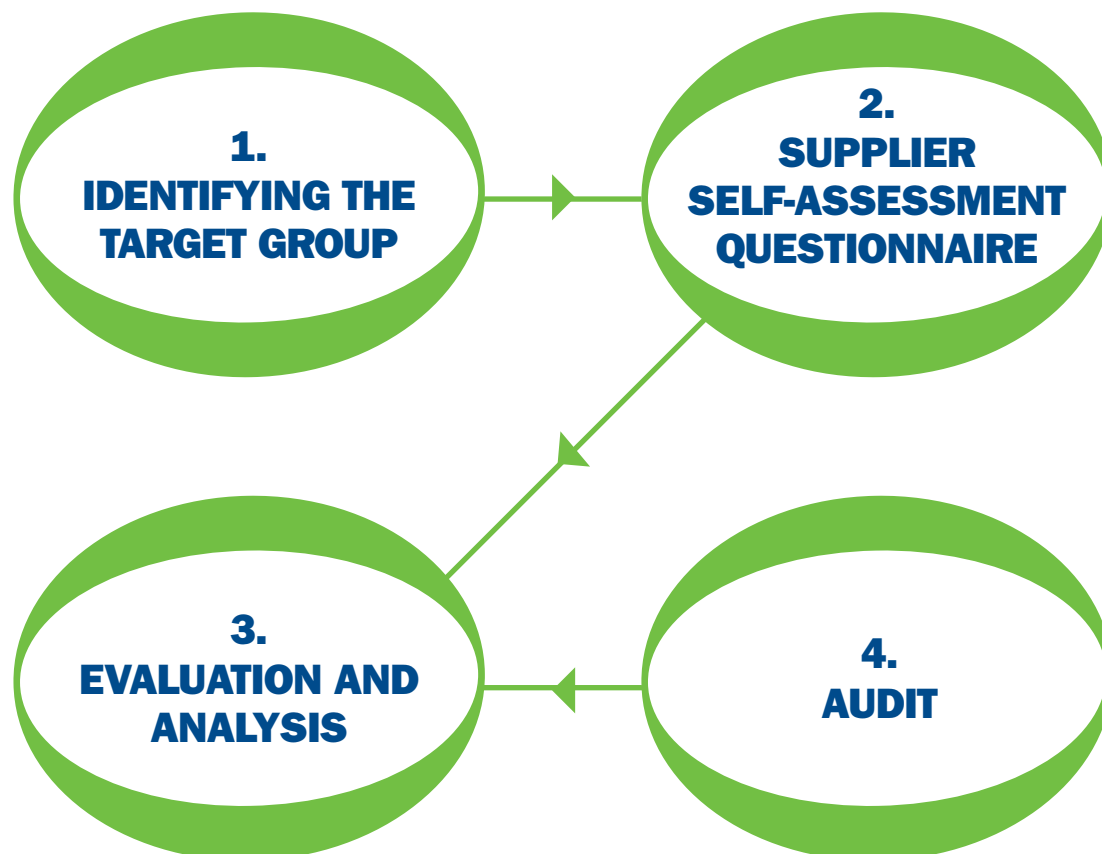 1.
IDENTIFYING THE
TARGET GROUP
2.
SUPPLIER
SELF-ASSESSMENT
QUESTIONNAIRE
3.
EVALUATION AND
ANALYSIS
4.
AUDIT